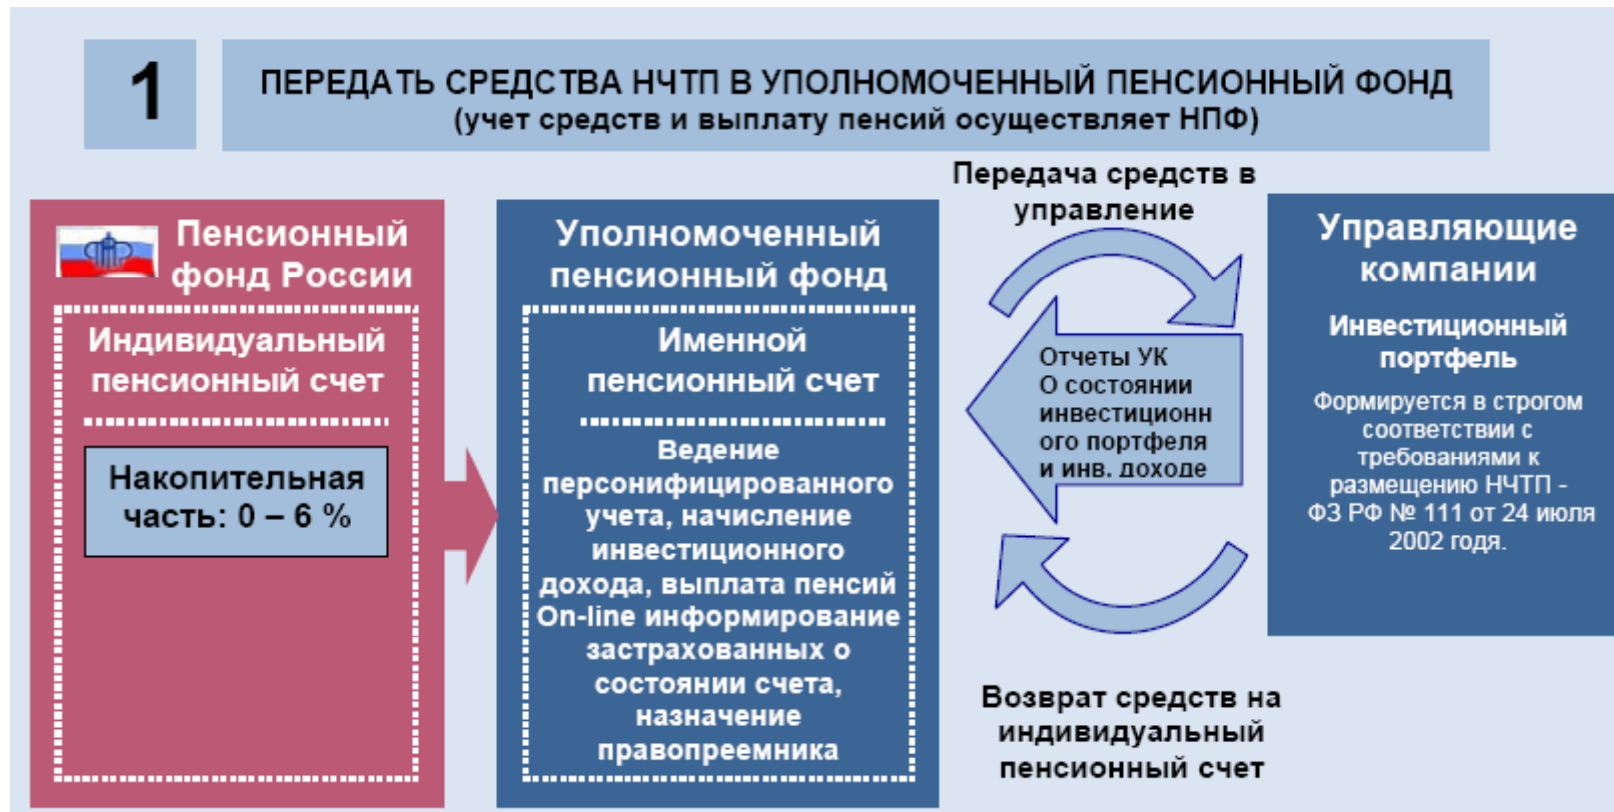 1
ПЕРЕДАТЬ СРЕДСТВА НЧТП В УПОЛНОМОЧЕННЫЙ ПЕНСИОННЫЙ ФОНД
(учет средств и выплату пенсий осуществляет НПФ)
Пенсионный
фонд России
Индивидуальный
пенсионный счет
Накопительная
часть: 0 – 6 %
Уполномоченный
пенсионный фонд
Именной
пенсионный счет
Ведение
персонифицированного
учета, начисление
инвестиционного
дохода, выплата пенсий
On-line информирование
застрахованных о
состоянии счета,
назначение
правопреемника
Передача средств в
управление
Отчеты УК
О состоянии
инвестиционн
ого портфеля
и инв. доходе
Возврат средств на
индивидуальный
пенсионный счет
Управляющие
компании
Инвестиционный
портфель
Формируется в строгом
соответствии с
требованиями к
размещению НЧТП -
ФЗ РФ № 111 от 24 июля
2002 годя.